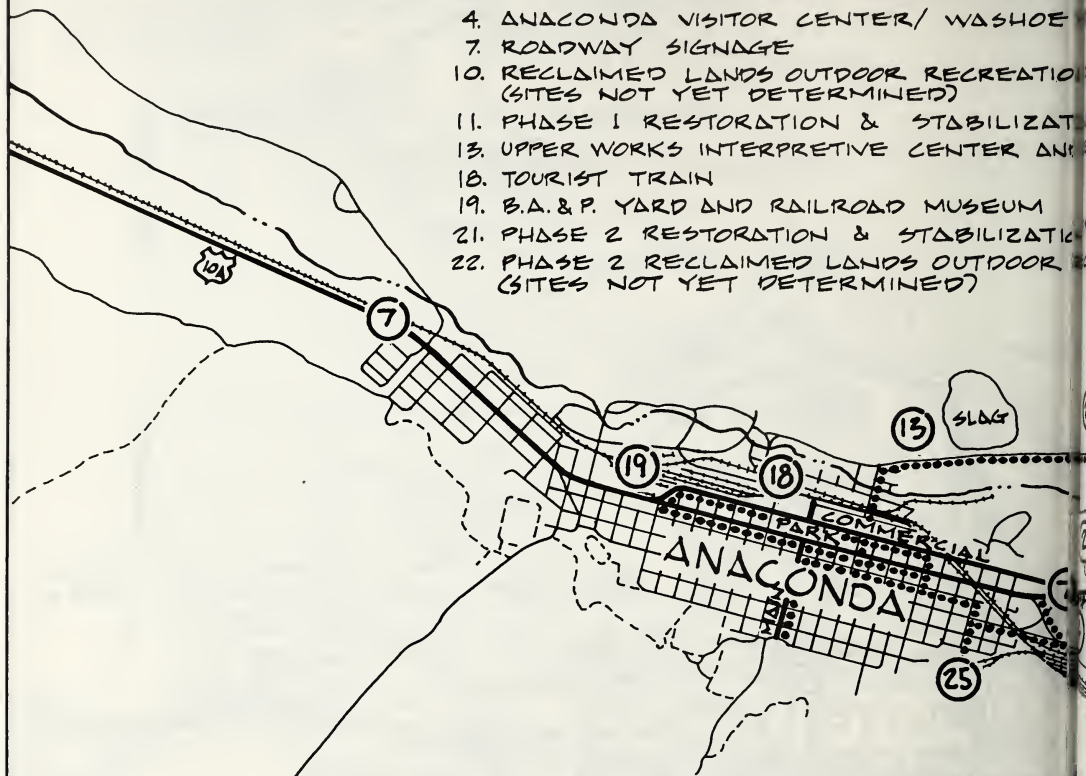 4. ANACONDA VISITOR CENTER/ WASHOE
7. ROADWAY SIGNAGE
10. RECLAIMED LANDS OUTDOOR RECREATIO
(SITES NOT YET DETERMINED)
11. PHASE 1 RESTORATION & STABILIZAT
13. UPPER WORKS INTERPRETIVE CENTER AN
18. TOURIST TRAIN
19. B.A. & P. YARD AND RAILROAD MUSEUM
21. PHASE 2 RESTORATION & STABILIZATIO
22. PHASE 2 RECLAIMED LANDS OUTDOOR
(SITES NOT YET DETERMINED)
10A
7
13
SLAG
19
18
COMMERCIAL
PARK
ANACONDA
MAIN
25